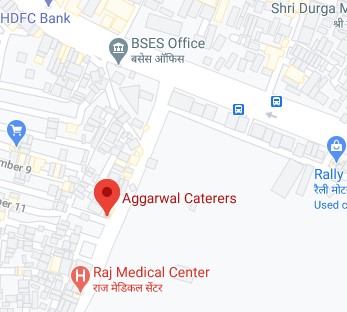 HDFC Bank
Shri Durga M
श्री
BSES Office
बसेस ऑफिस
mber 9
Rally
रैली मोट
Used c
Aggarwal Caterers
ber 11
Raj Medical Center
राज मेडिकल सेंटर